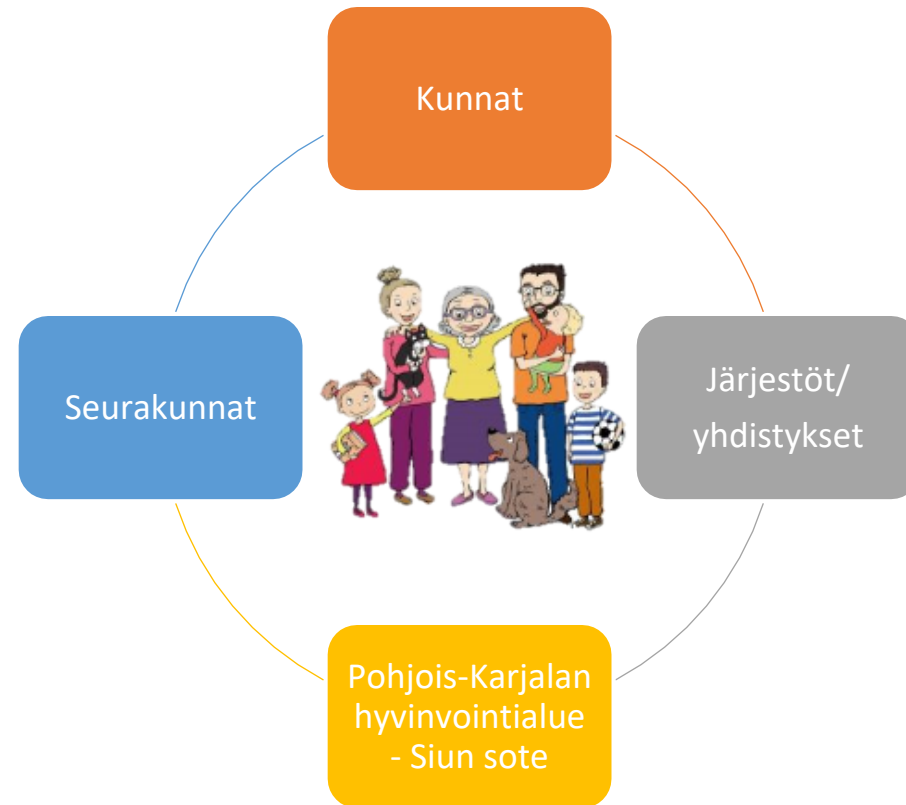 Kunnat
Seurakunnat
Järjestöt/
yhdistykset
Pohjois-Karjalan
hyvinvointialue
- Siun sote